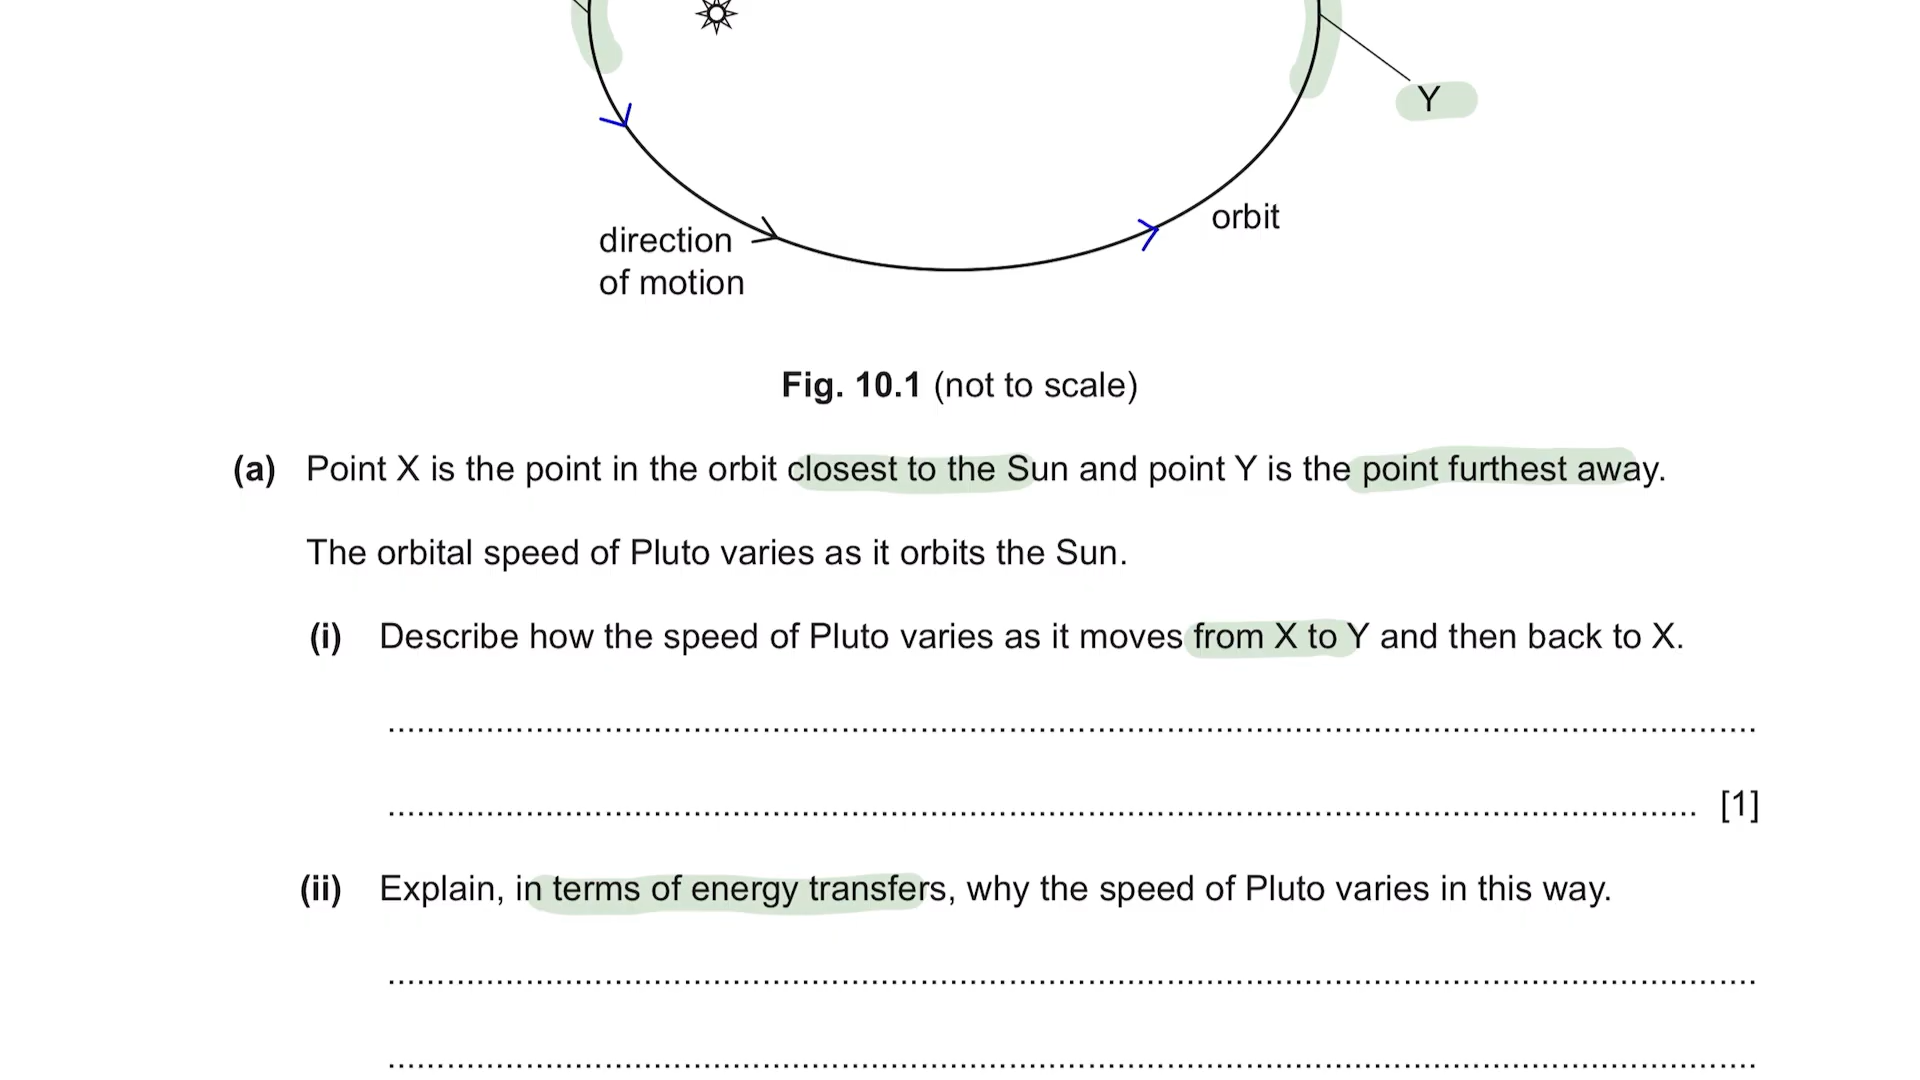 Y
orbit
direction
of motion
Fig. 10.1 (not to scale)
(a) Point X is the point in the orbit closest to the Sun and point Y is the point furthest away.
The orbital speed of Pluto varies as it orbits the Sun.
(i) Describe how the speed of Pluto varies as it moves from X to Y and then back to X.
[1]
(ii) Explain, in terms of energy transfers, why the speed of Pluto varies in this way.